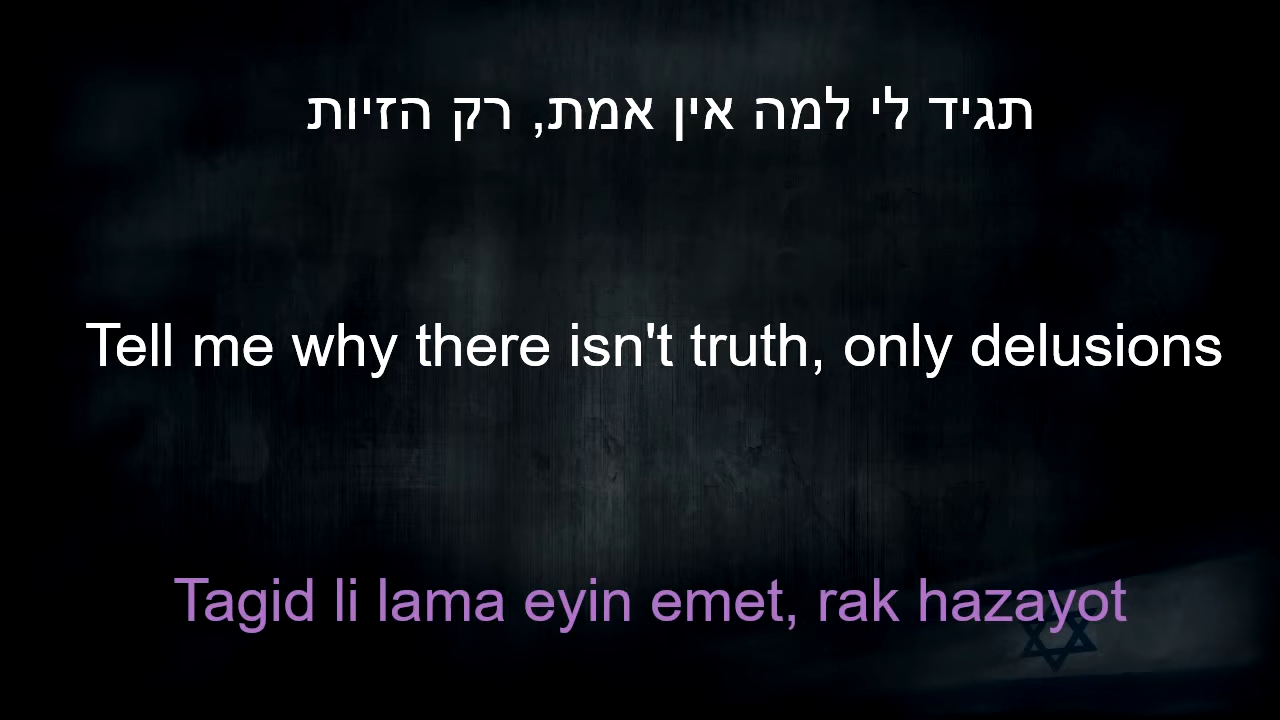 תגיד לי למה אין אמת, רק הזיות
Tell me why there isn't truth, only delusions
Tagid li lama eyin emet, rak hazayot